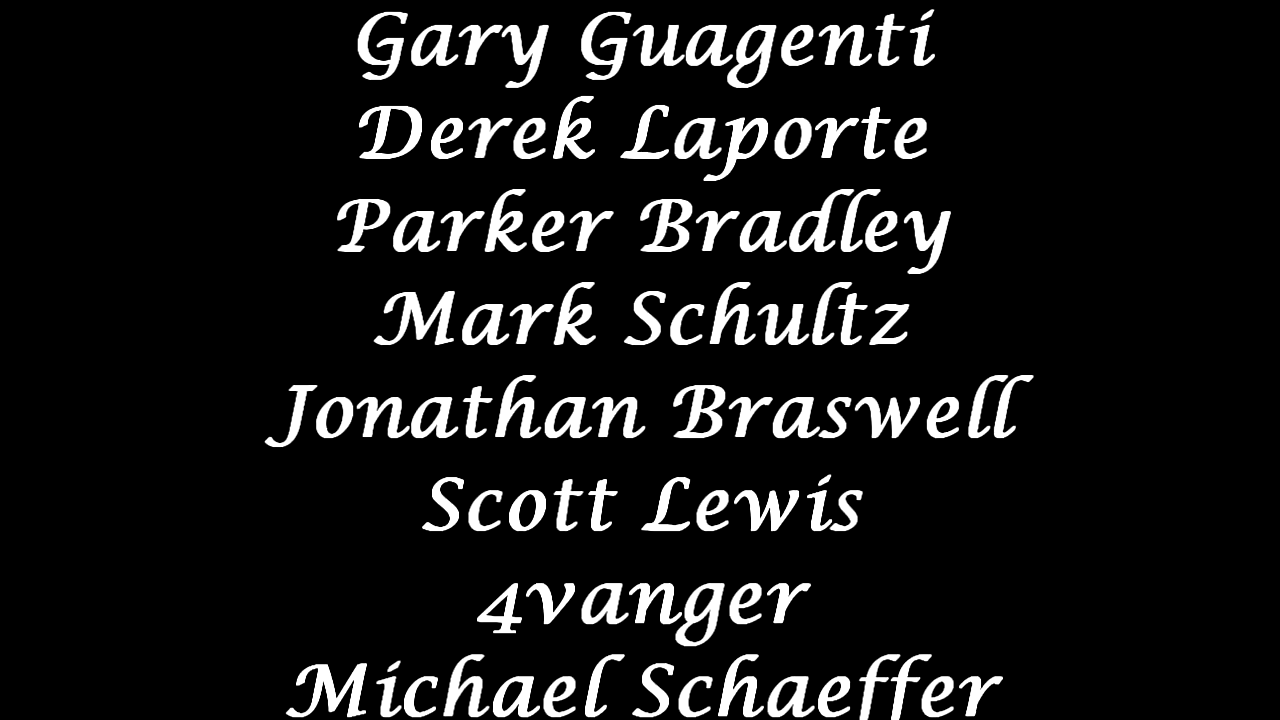 Gary Guagenti
Derek Laporte
Parker Bradley
Mark Schultz
Jonathan Braswell
Scott Lewis
4vanger
Michael Schaeffer